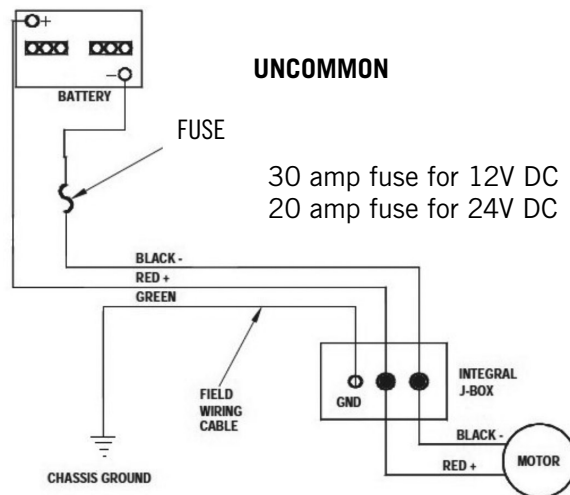 +
−
BATTERY
UNCOMMON
FUSE
30 amp fuse for 12V DC
20 amp fuse for 24V DC
BLACK -
RED +
GREEN
FIELD
WIRING
CABLE
GND
INTEGRAL
J-BOX
BLACK -
RED +
MOTOR
CHASSIS GROUND